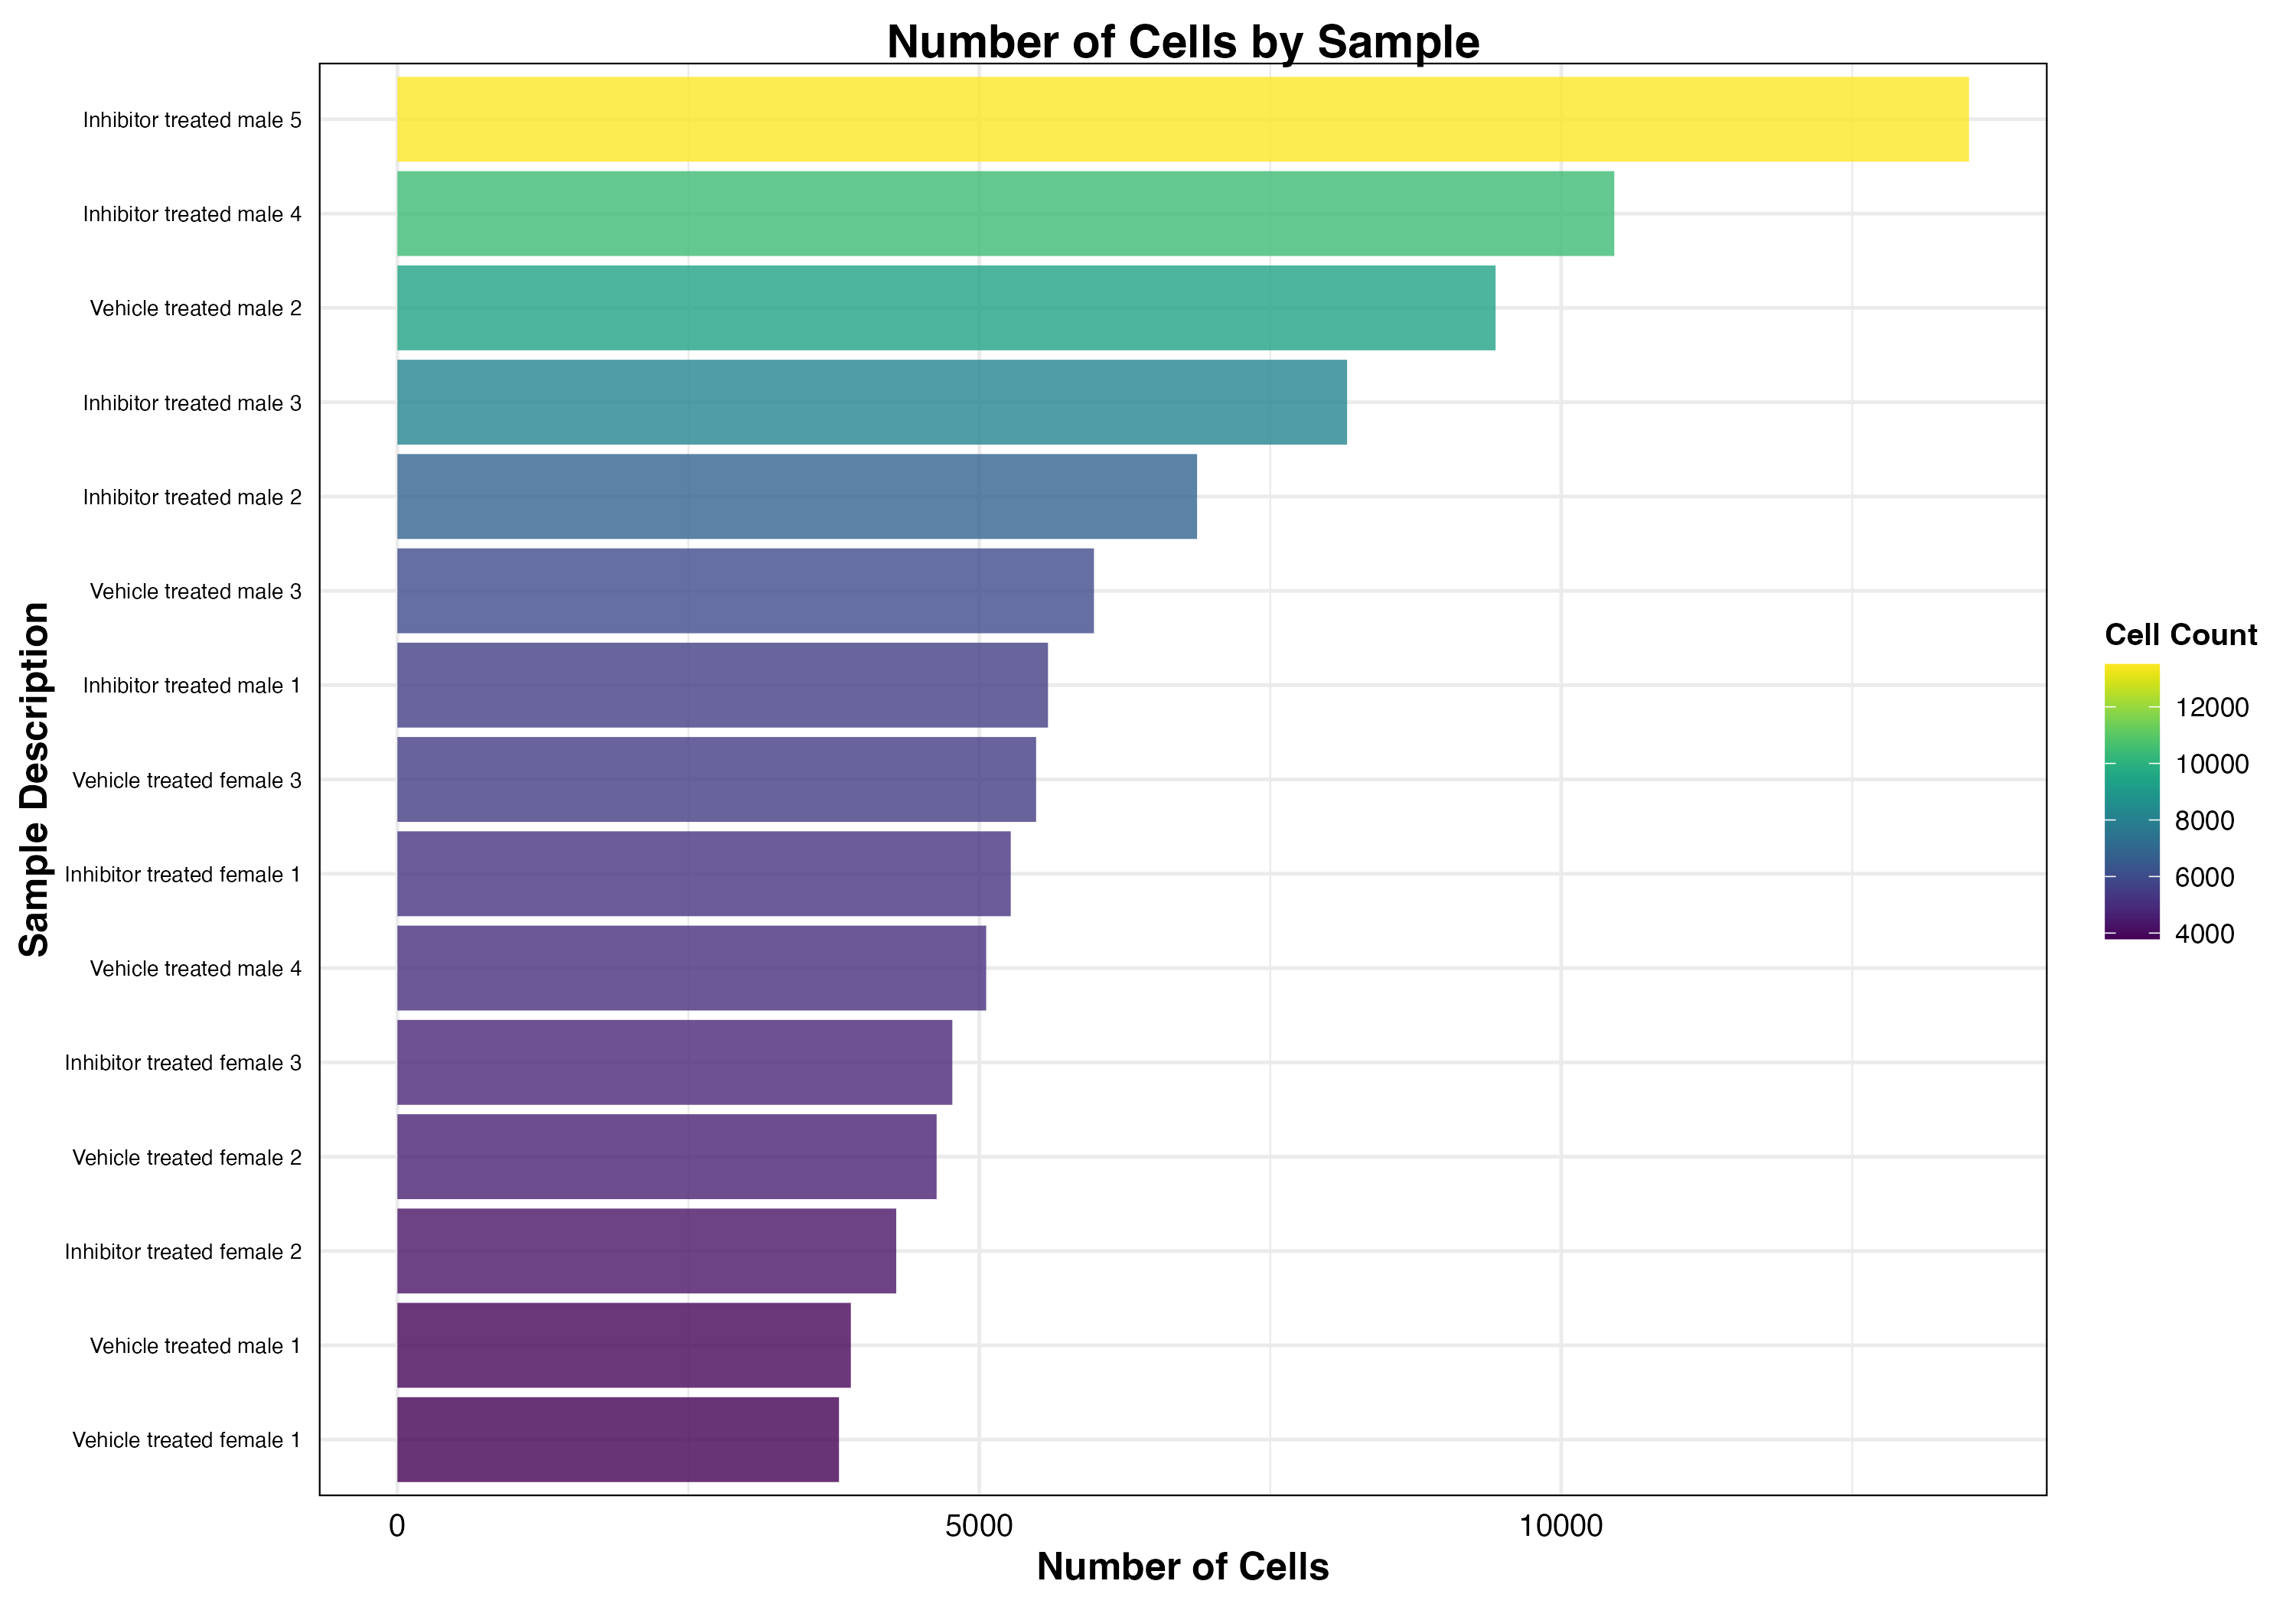 Number of Cells by Sample
Sample Description
Inhibitor treated male 5
Inhibitor treated male 4
Vehicle treated male 2
Inhibitor treated male 3
Inhibitor treated male 2
Vehicle treated male 3
Inhibitor treated male 1
Vehicle treated female 3
Inhibitor treated female 1
Vehicle treated male 4
Inhibitor treated female 3
Vehicle treated female 2
Inhibitor treated female 2
Vehicle treated male 1
Vehicle treated female 1
0 5000 10000
Number of Cells
Cell Count
12000
10000
8000
6000
4000